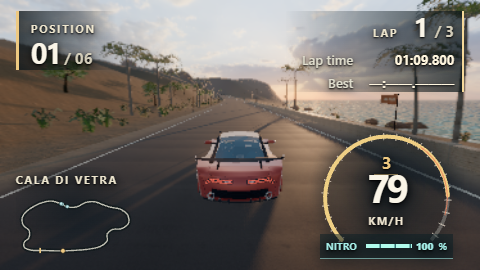 POSITION
01 / 06
LAP 1 / 3
Lap time 01:09.800
Best
CALA DI VETRA
3
79
KM/H
NITRO 100 %